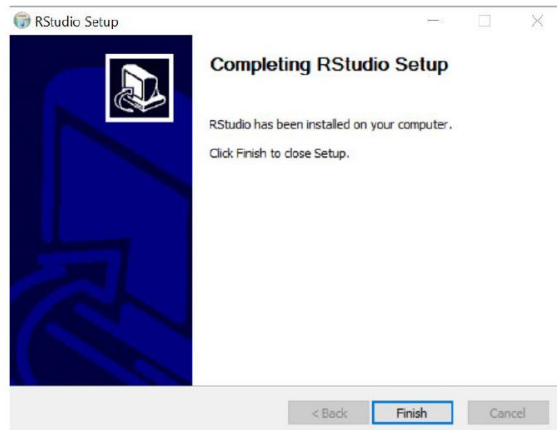 RStudio Setup
Completing RStudio Setup
RStudio has been installed on your computer.
Click Finish to close Setup.
< Back
Finish
Cancel